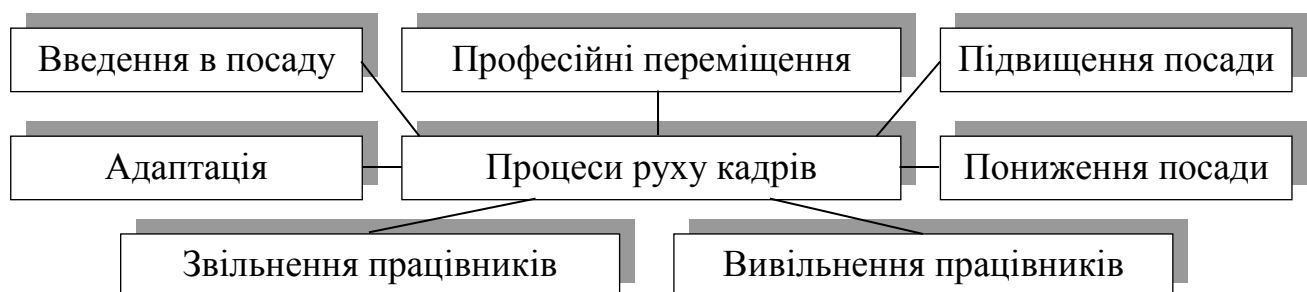 Введення в посаду
Професійні переміщення
Підвищення посади
Адаптація
Процеси руху кадрів
Пониження посади
Звільнення працівників
Вивільнення працівників